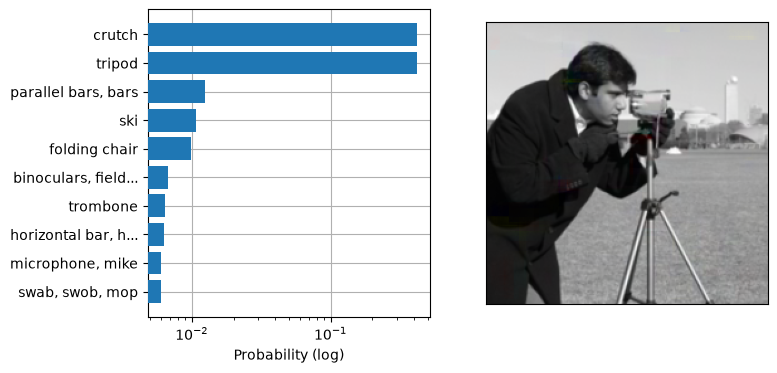 crutch
tripod
parallel bars, bars
ski
folding chair
binoculars, field...
trombone
horizontal bar, h...
microphone, mike
swab, swob, mop
10⁻² 10⁻¹
Probability (log)